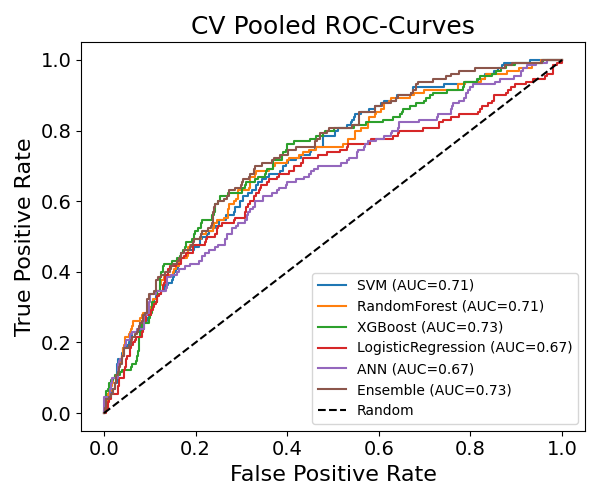 CV Pooled ROC-Curves
True Positive Rate
1.0
0.8
0.6
0.4
0.2
0.0
SVM (AUC=0.71)
RandomForest (AUC=0.71)
XGBoost (AUC=0.73)
LogisticRegression (AUC=0.67)
ANN (AUC=0.67)
Ensemble (AUC=0.73)
Random
0.0 0.2 0.4 0.6 0.8 1.0
False Positive Rate